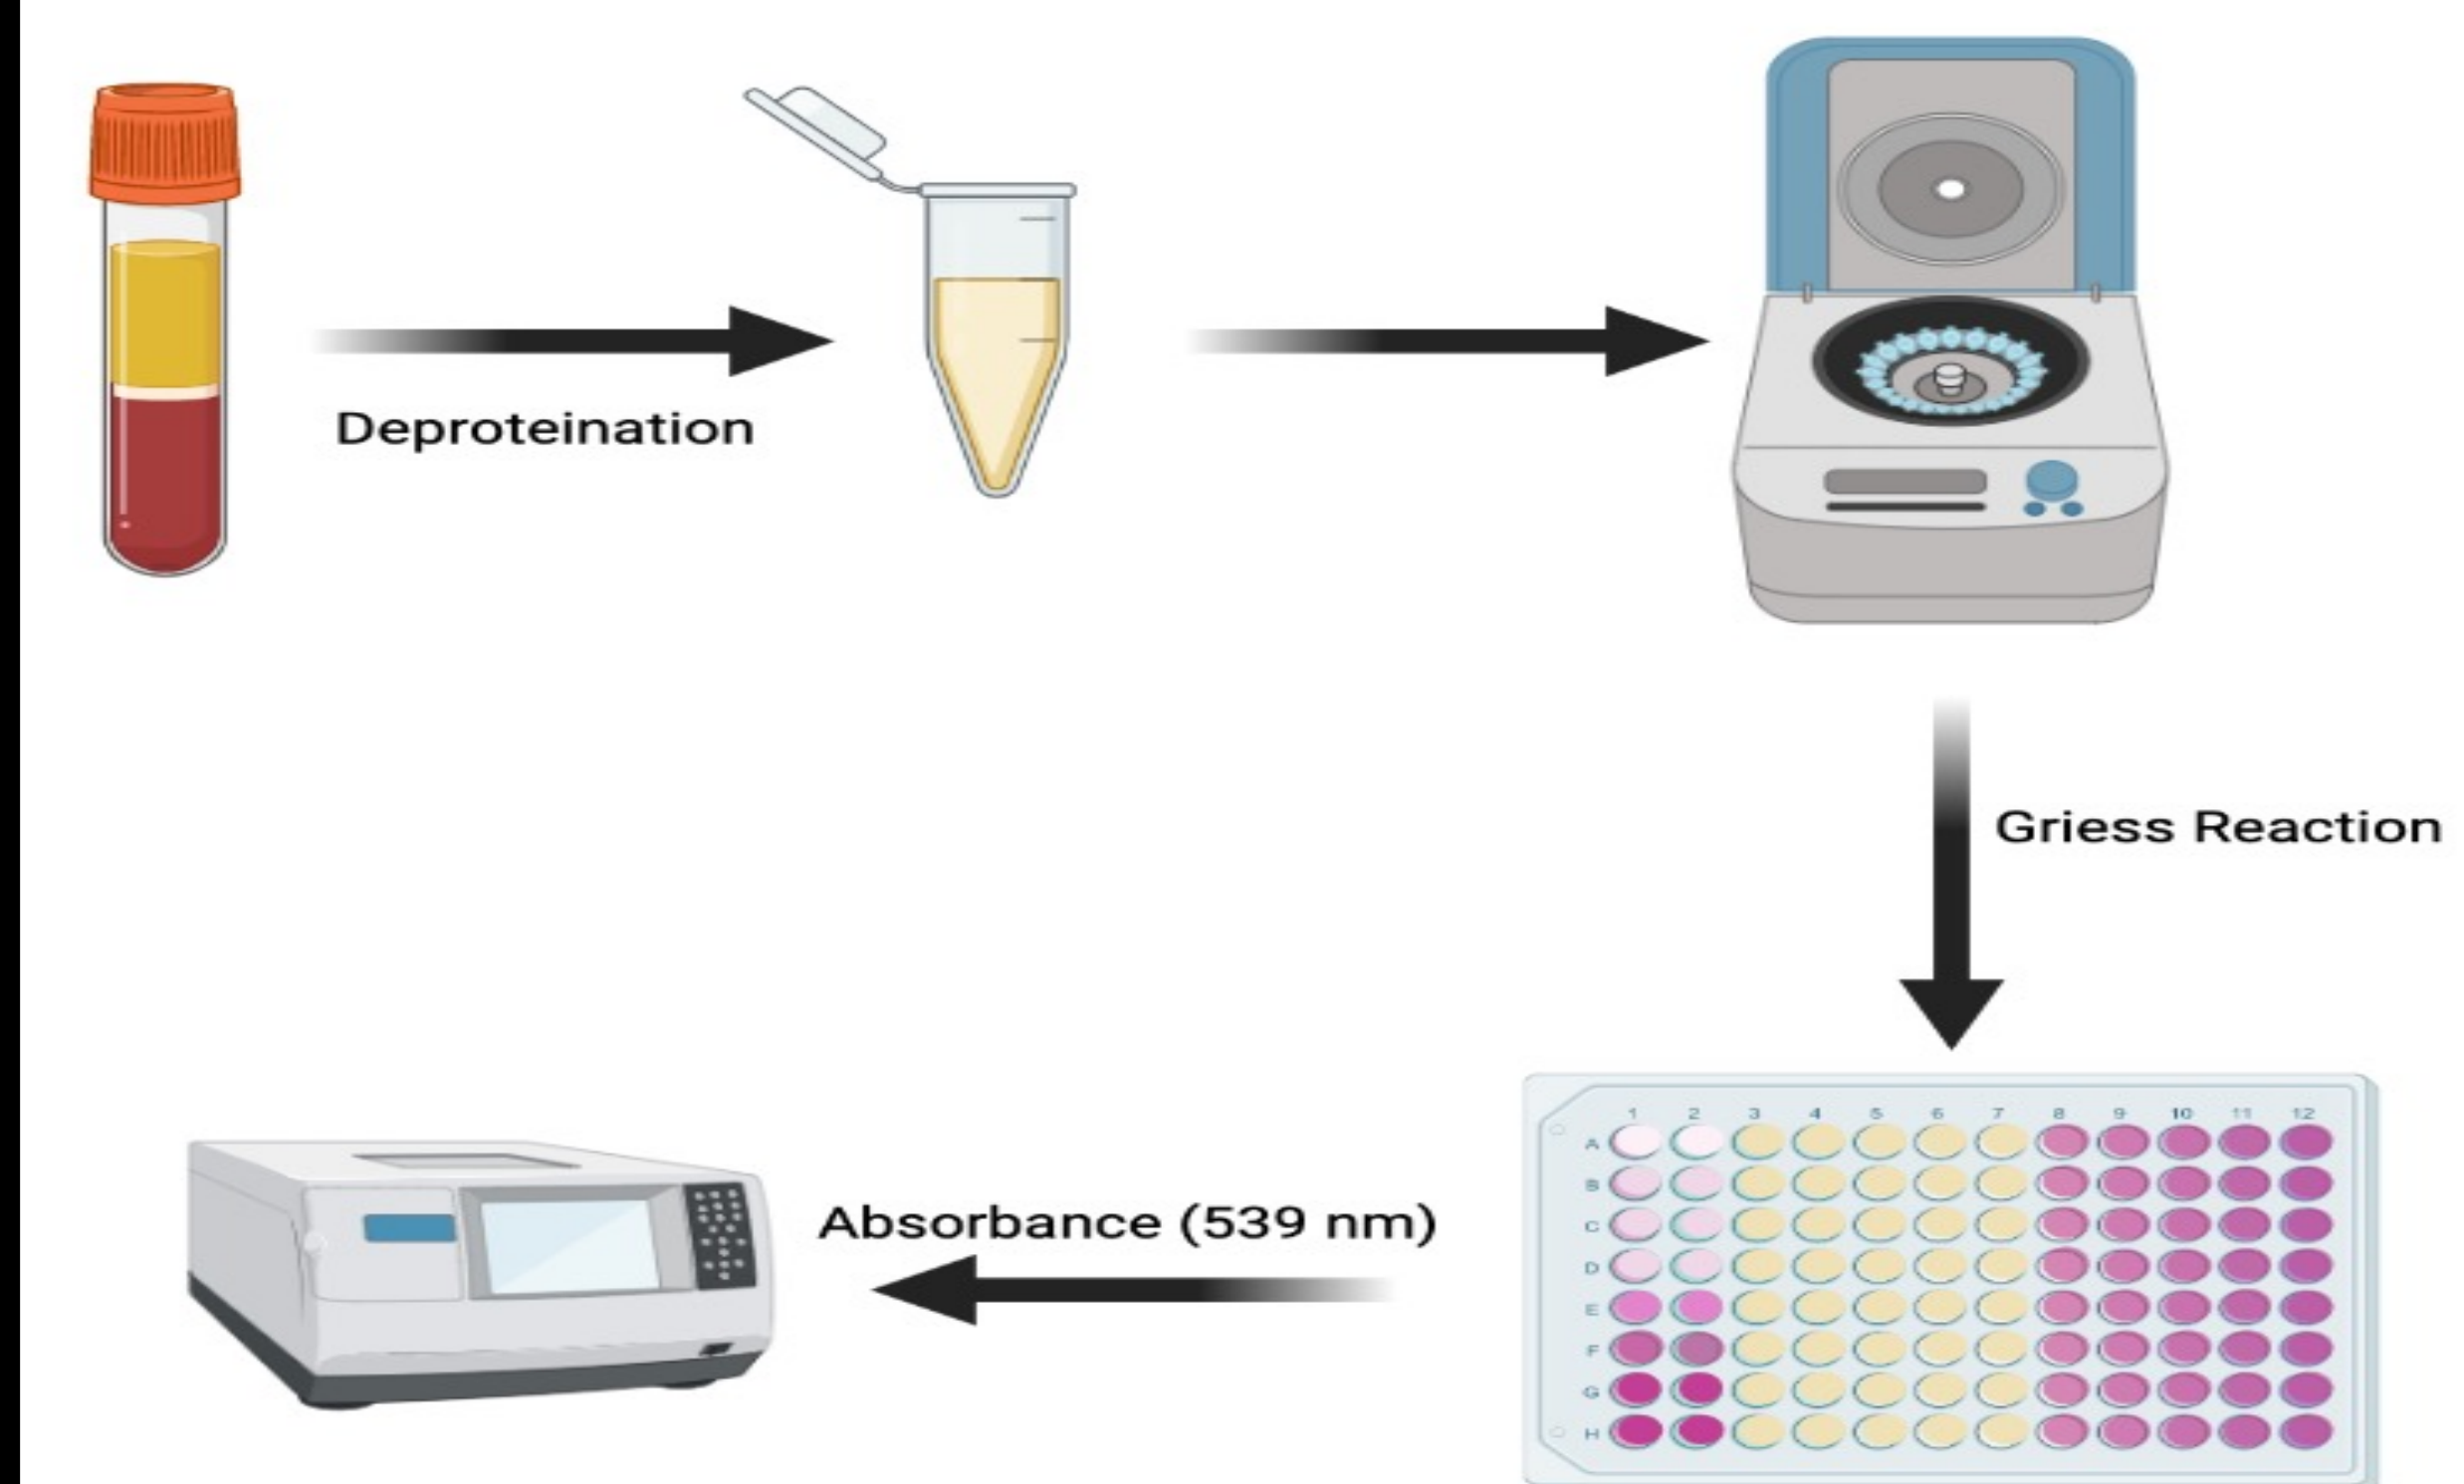 Deproteination
Griess Reaction
Absorbance (539 nm)
1 2 3 4 5 6 7 8 9 10 11 12
A
B
C
D
E
F
G
H